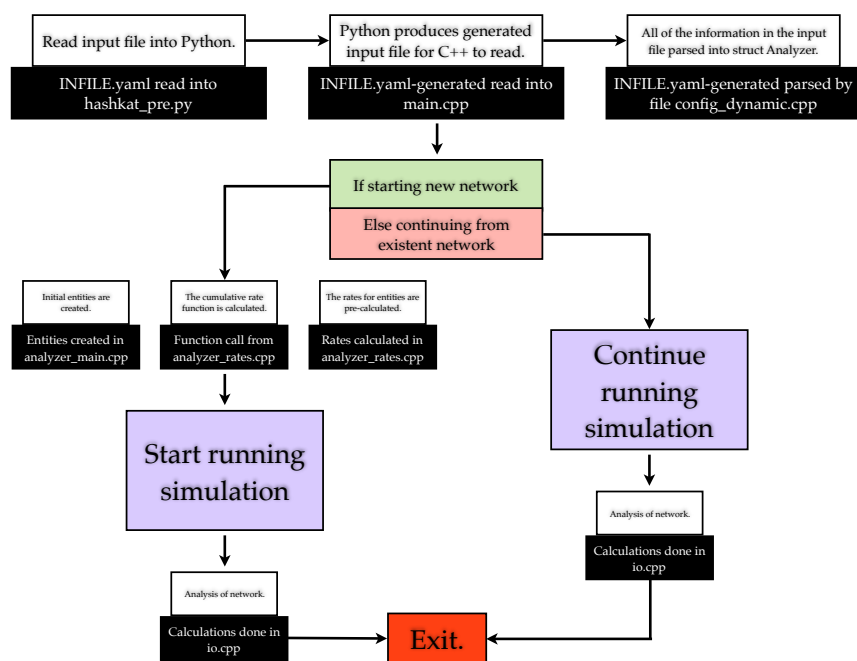 Read input file into Python.
INFILE.yaml read into
hashkat_pre.py
Python produces generated
input file for C++ to read.
INFILE.yaml-generated read into
main.cpp
All of the information in the input
file parsed into struct Analyzer.
INFILE.yaml-generated parsed by
file config_dynamic.cpp
If starting new network
Else continuing from
existent network
Initial entities are
created.
Entities created in
analyzer_main.cpp
The cumulative rate
function is calculated.
Function call from
analyzer_rates.cpp
The rates for entities are
pre-calculated.
Rates calculated in
analyzer_rates.cpp
Continue
running
simulation
Start running
simulation
Analysis of network.
Calculations done in
io.cpp
Analysis of network.
Calculations done in
io.cpp
Exit.